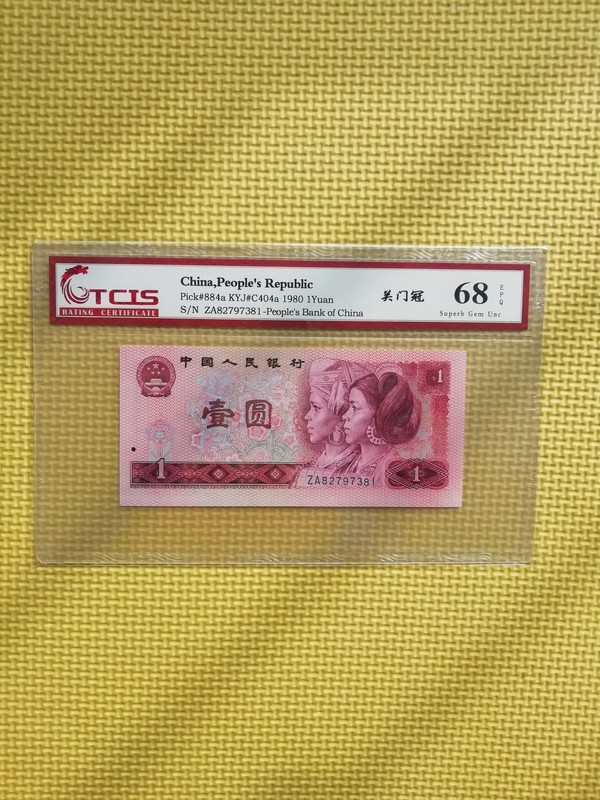 TCIS
RATING CERTIFICATE
China,People's Republic
Pick#884a KYJ#C404a 1980 1Yuan
S/N ZA82797381-People's Bank of China
关门冠
68 EPQ
Superb Gem Unc
中国人民银行
1
壹圆
1
ZA82797381
1